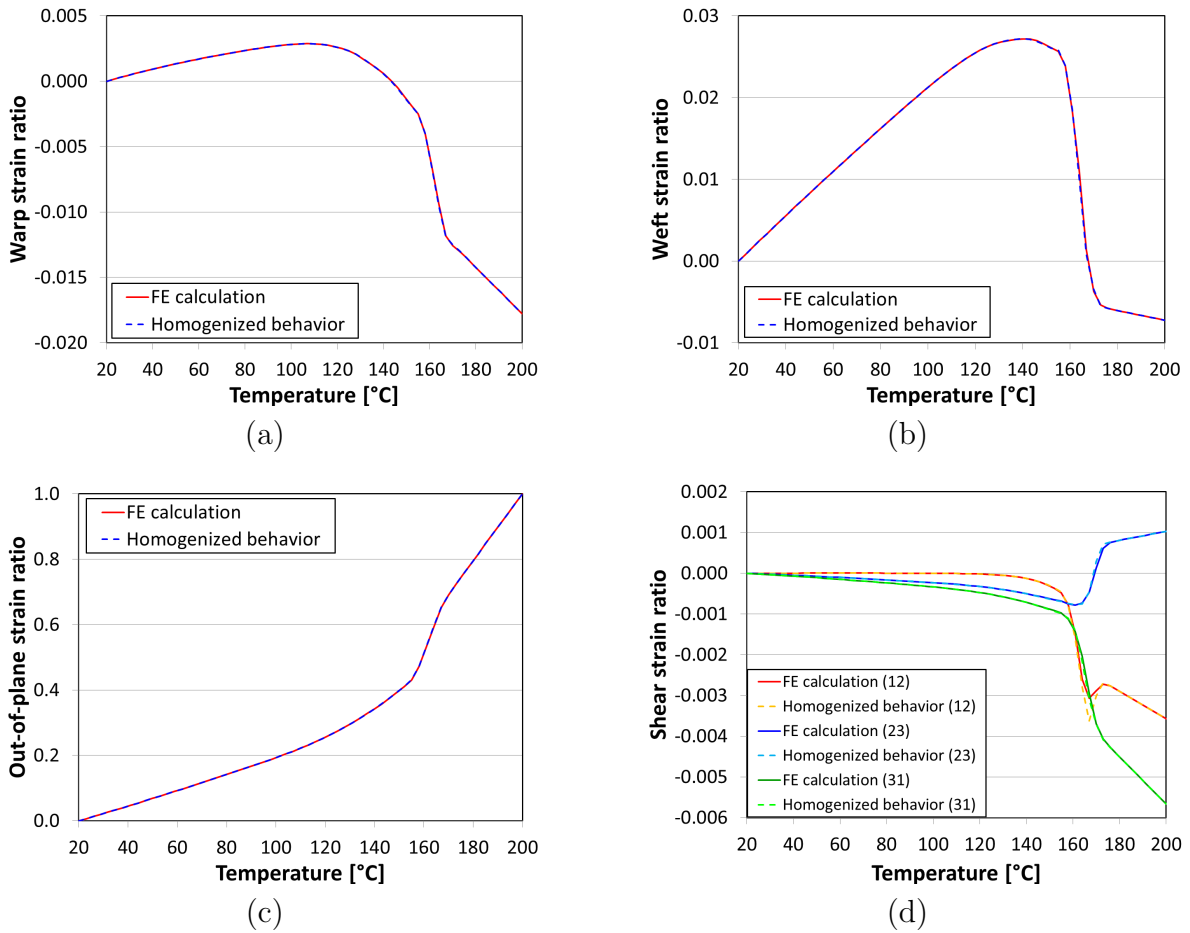 0.005
0.000
-0.005
-0.010
-0.015
-0.020
Warp strain ratio
FE calculation
Homogenized behavior
20 40 60 80 100 120 140 160 180 200
Temperature [°C]
(a)
0.03
0.02
0.01
0.00
-0.01
Weft strain ratio
FE calculation
Homogenized behavior
20 40 60 80 100 120 140 160 180 200
Temperature [°C]
(b)
1.0
0.8
0.6
0.4
0.2
0.0
Out-of-plane strain ratio
FE calculation
Homogenized behavior
20 40 60 80 100 120 140 160 180 200
Temperature [°C]
(c)
0.002
0.001
0.000
-0.001
-0.002
-0.003
-0.004
-0.005
-0.006
Shear strain ratio
FE calculation (12)
Homogenized behavior (12)
FE calculation (23)
Homogenized behavior (23)
FE calculation (31)
Homogenized behavior (31)
20 40 60 80 100 120 140 160 180 200
Temperature [°C]
(d)